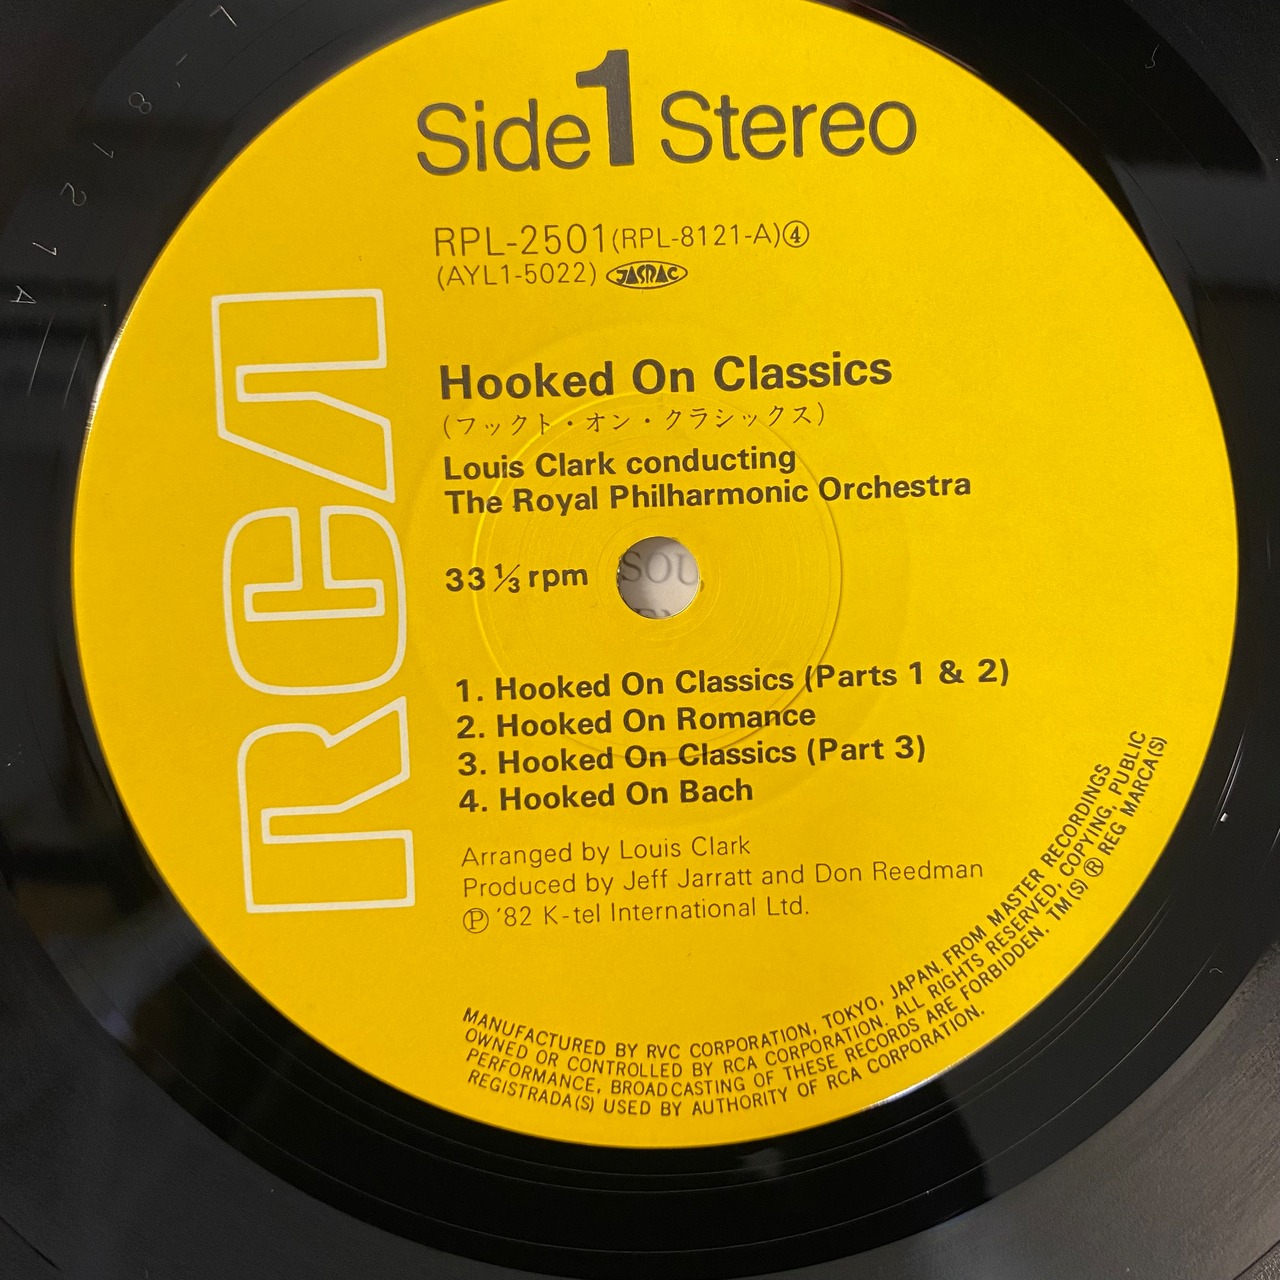 Side 1 Stereo
RPL-2501(RPL-8121-A)④
(AYL1-5022) JASRAC
RCA
Hooked On Classics
(フックト・オン・クラシックス)
Louis Clark conducting
The Royal Philharmonic Orchestra
33 1/3 rpm
SOU
1. Hooked On Classics (Parts 1 & 2)
2. Hooked On Romance
3. Hooked On Classics (Part 3)
4. Hooked On Bach
Arranged by Louis Clark
Produced by Jeff Jarratt and Don Reedman
℗ '82 K-tel International Ltd.
MANUFACTURED BY RVC CORPORATION, TOKYO, JAPAN. FROM MASTER RECORDINGS
OWNED OR CONTROLLED BY RCA CORPORATION. ALL RIGHTS RESERVED, COPYING, PUBLIC
PERFORMANCE, BROADCASTING OF THESE RECORDS ARE FORBIDDEN. TM(S) ® REG MARCA(S)
REGISTRADA(S) USED BY AUTHORITY OF RCA CORPORATION.